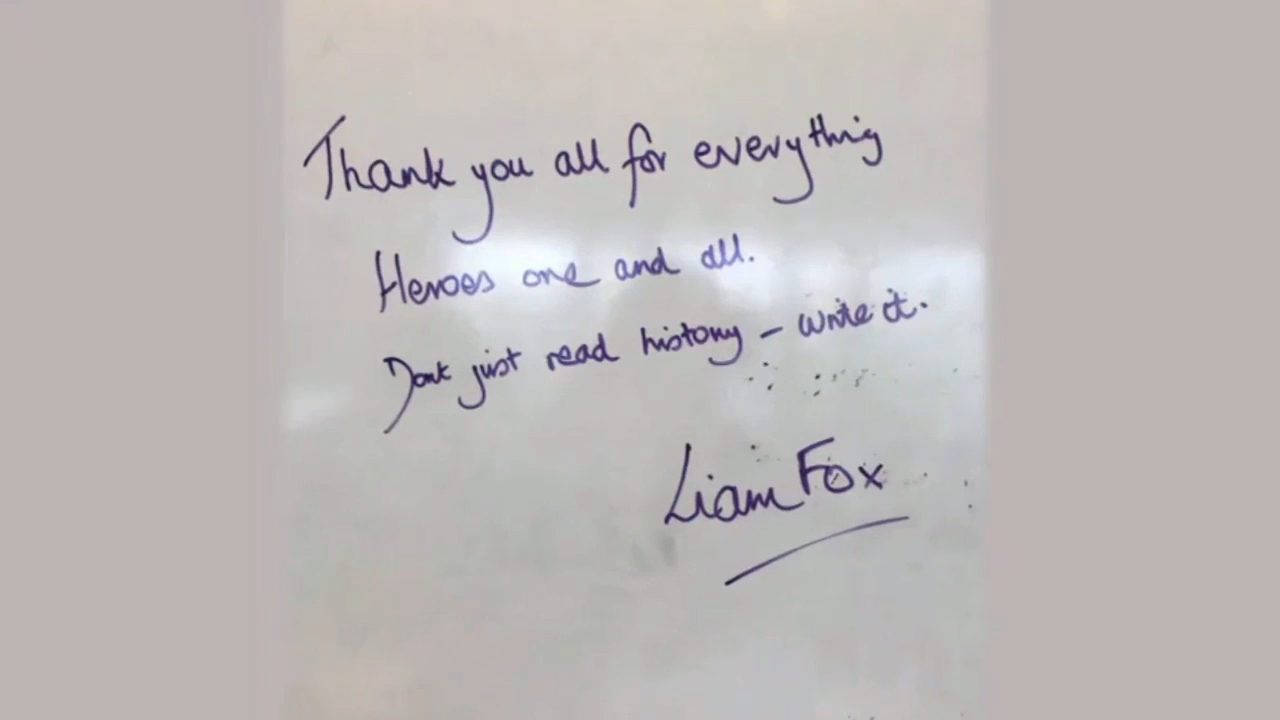 Thank you all for everything
Heroes one and all.
Dont just read history – write it.
Liam Fox